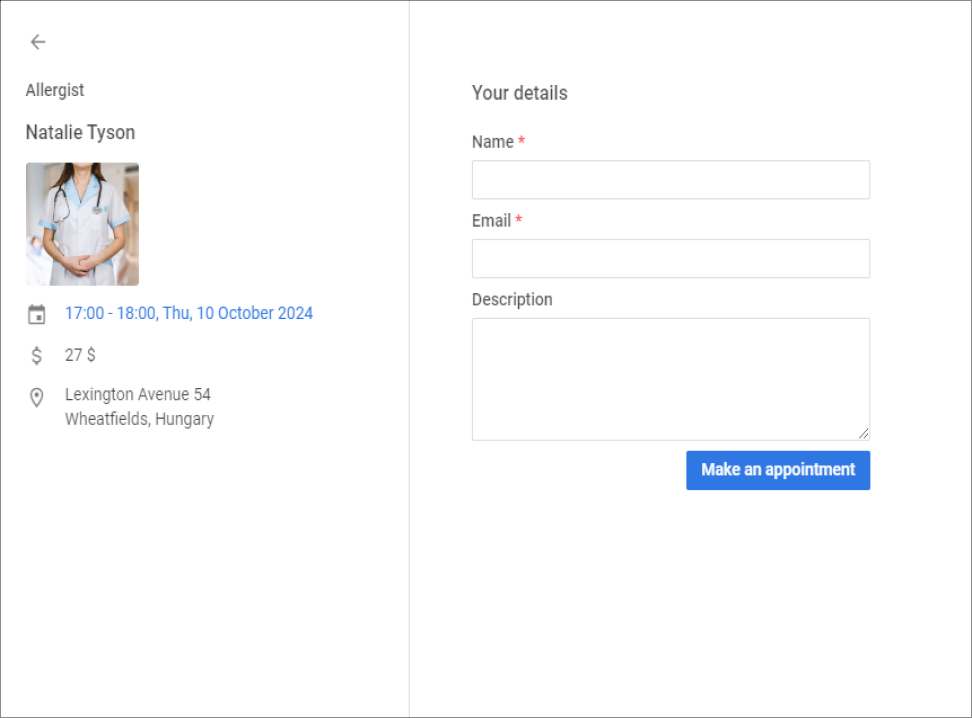 Allergist
Natalie Tyson
17:00 - 18:00, Thu, 10 October 2024
27 $
Lexington Avenue 54
Wheatfields, Hungary
Your details
Name *
Email *
Description
Make an appointment